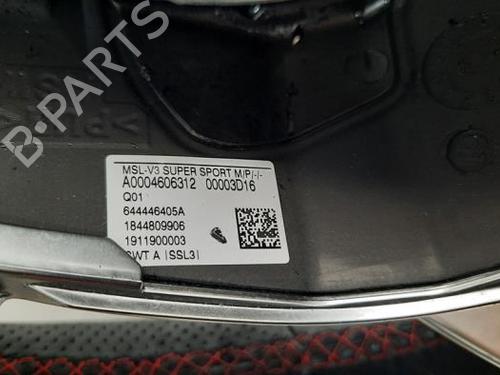 B-PARTS
MSL-V3 SUPER SPORT M/P/-/-
A0004606312 00003D16
Q01
644446405A
1844809906
1911900003
SWT A |SSL3|